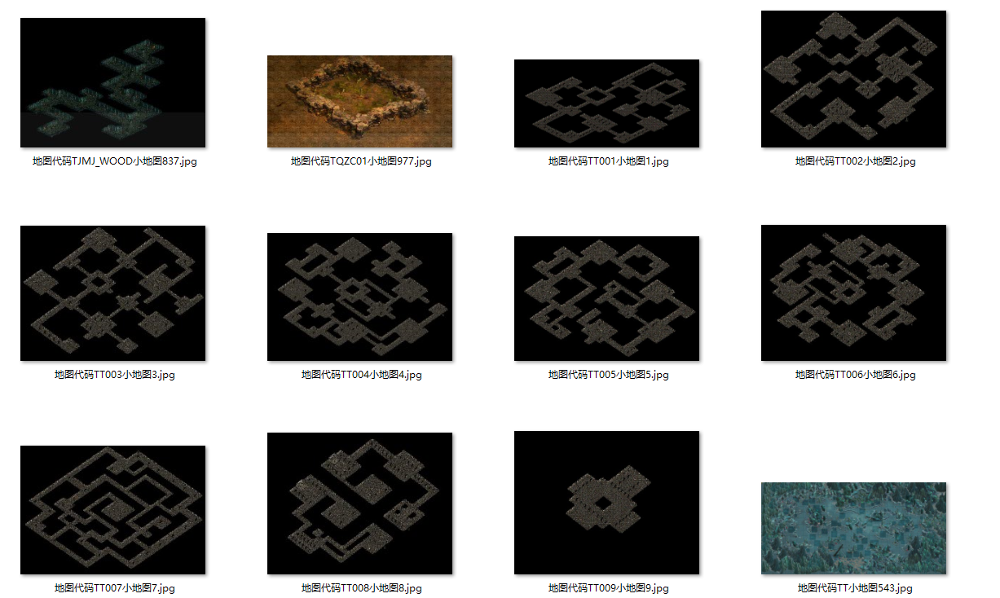 地图代码TJMJ_WOOD小地图837.jpg
地图代码TQZC01小地图977.jpg
地图代码TT001小地图1.jpg
地图代码TT002小地图2.jpg
地图代码TT003小地图3.jpg
地图代码TT004小地图4.jpg
地图代码TT005小地图5.jpg
地图代码TT006小地图6.jpg
地图代码TT007小地图7.jpg
地图代码TT008小地图8.jpg
地图代码TT009小地图9.jpg
地图代码TT小地图543.jpg